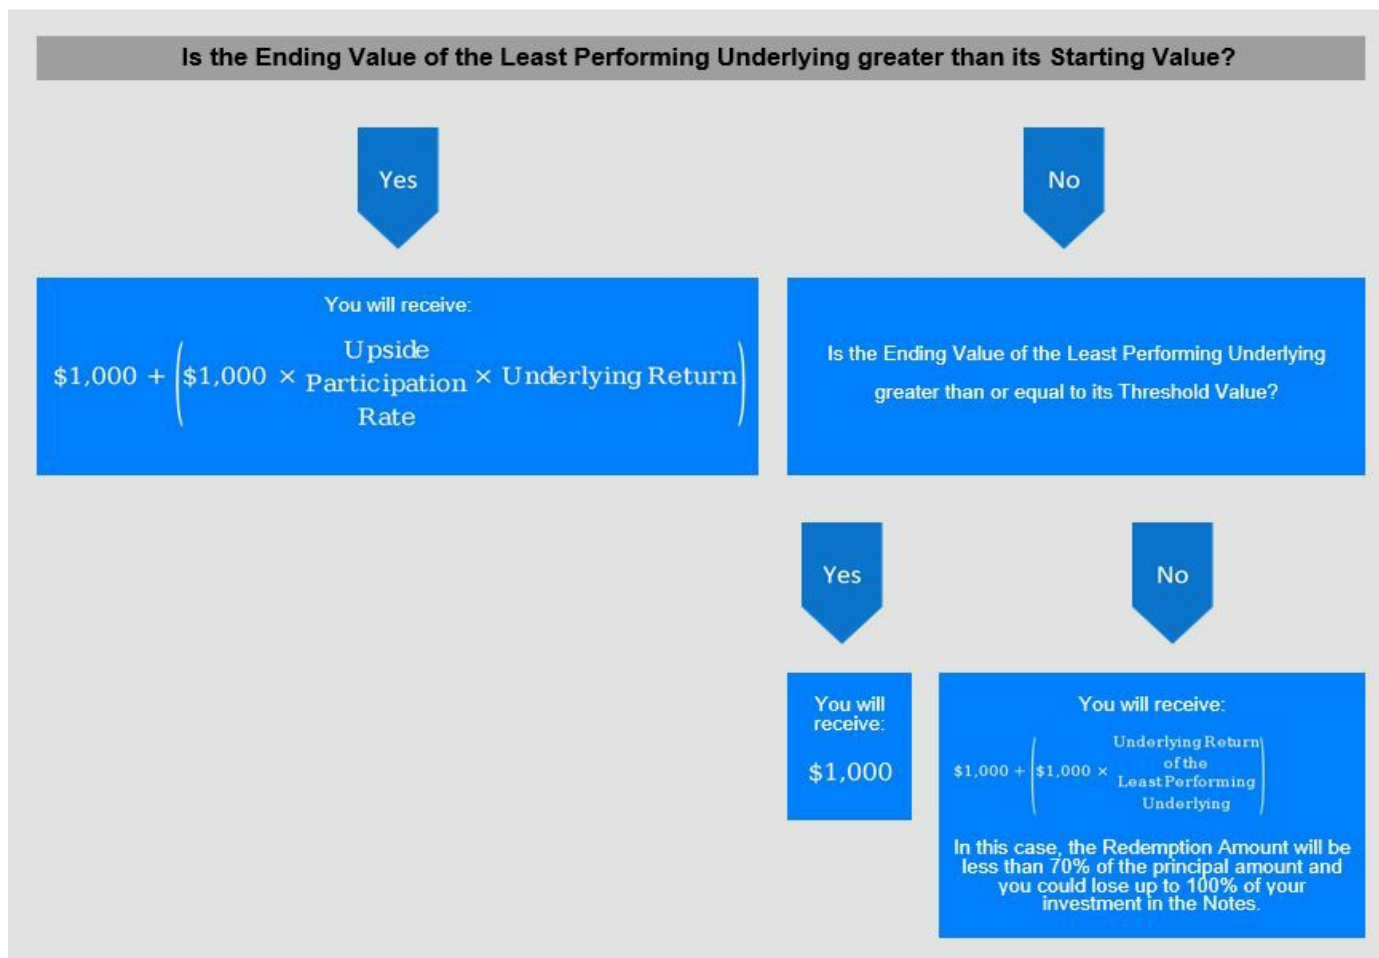 Is the Ending Value of the Least Performing Underlying greater than its Starting Value?
Yes
No
You will receive:
$1,000 + ($1,000 × Upside Participation Rate × Underlying Return)
Is the Ending Value of the Least Performing Underlying
greater than or equal to its Threshold Value?
Yes
No
You will
receive:
$1,000
You will receive:
$1,000 + ($1,000 × Underlying Return of the Least Performing Underlying)
In this case, the Redemption Amount will be
less than 70% of the principal amount and
you could lose up to 100% of your
investment in the Notes.